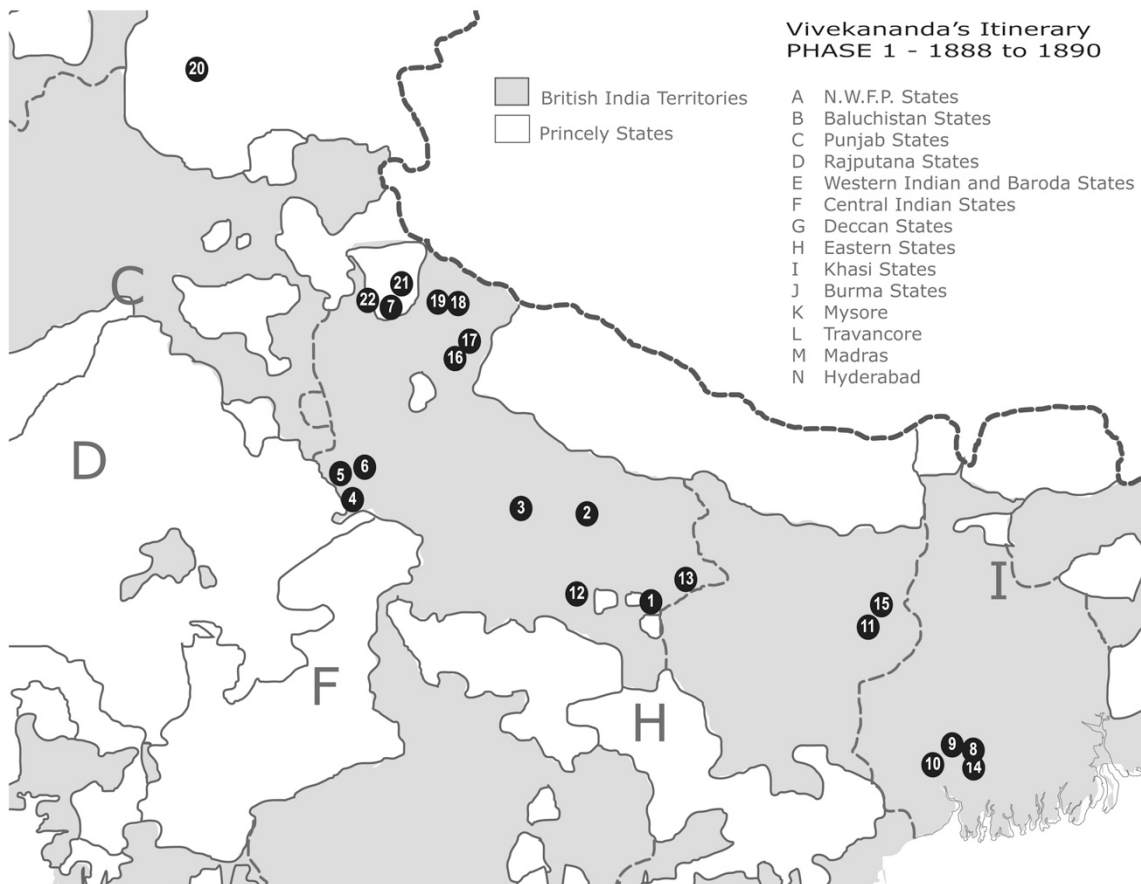 Vivekananda's Itinerary
PHASE 1 - 1888 to 1890
British India Territories
Princely States
A N.W.F.P. States
B Baluchistan States
C Punjab States
D Rajputana States
E Western Indian and Baroda States
F Central Indian States
G Deccan States
H Eastern States
I Khasi States
J Burma States
K Mysore
L Travancore
M Madras
N Hyderabad
20
C
21
22
7
19
18
17
16
D
5
6
4
3
2
I
13
12
1
15
11
F
H
9
8
10
14